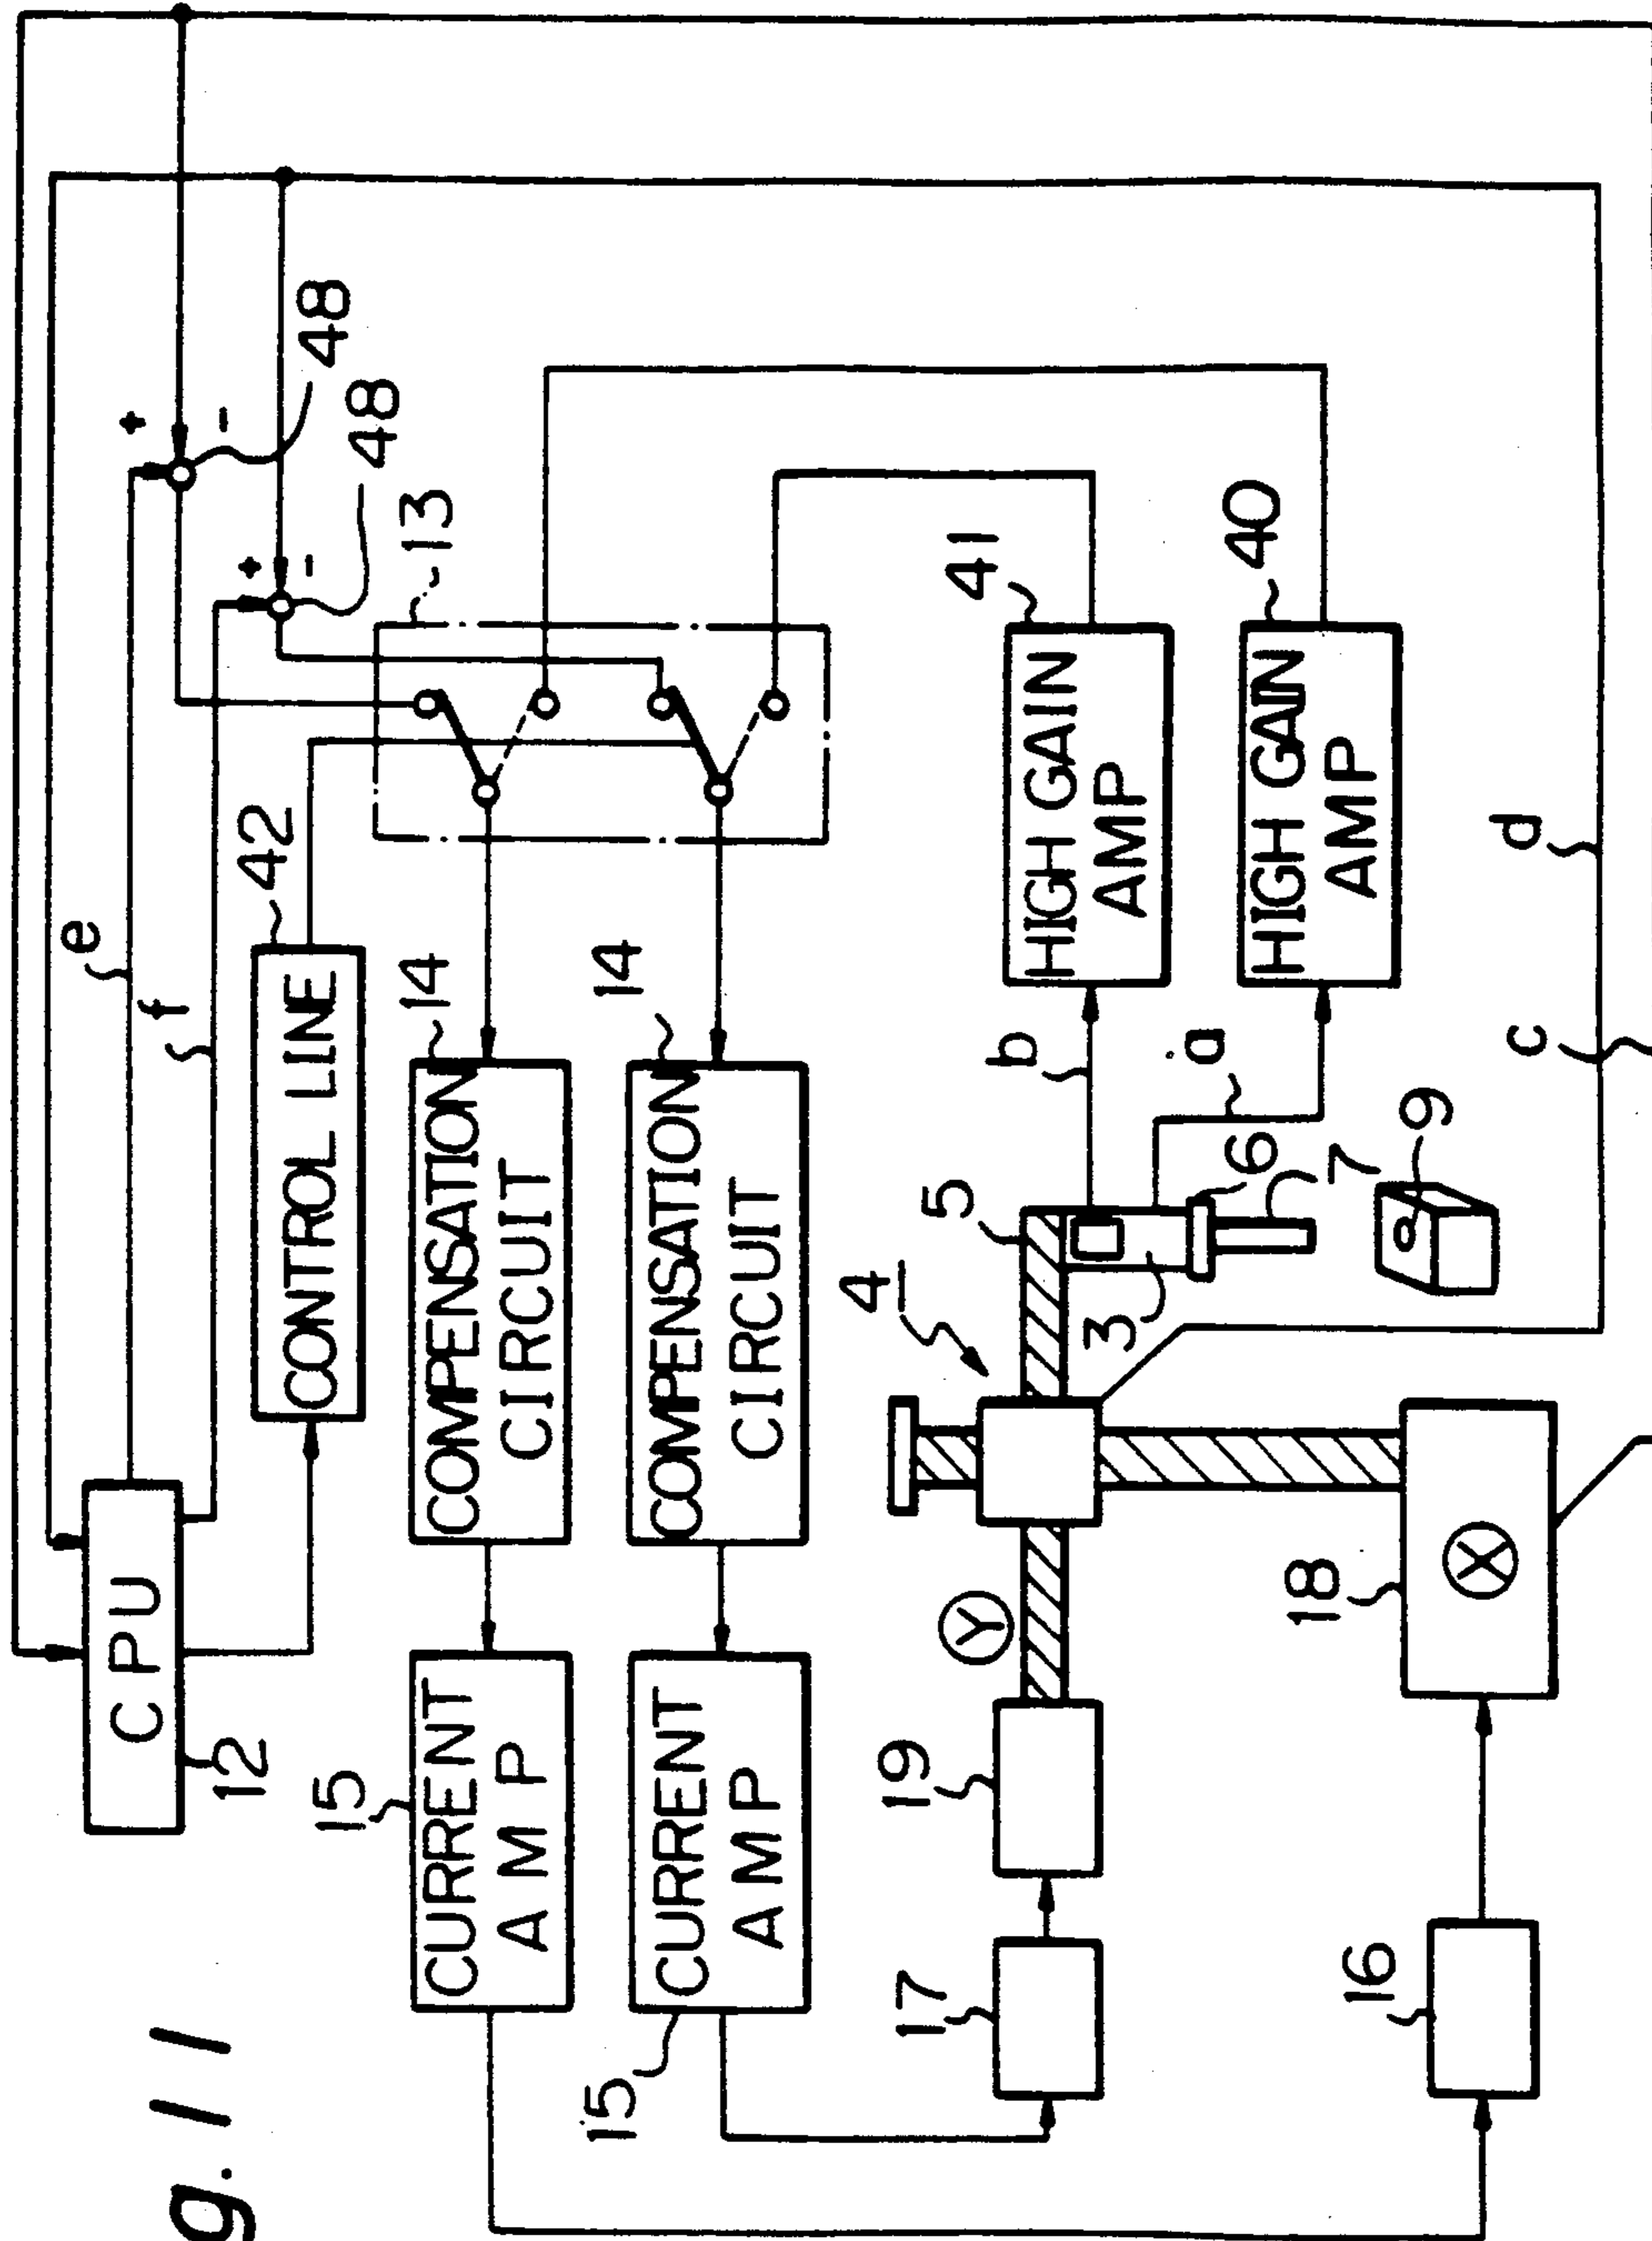 g. 11
CPU
12
e
f
42
CONTROL LINE
48
48
+
-
+
-
13
14
COMPENSATION
CIRCUIT
14
COMPENSATION
CIRCUIT
15
CURRENT
AMP
15
CURRENT
AMP
41
HIGH GAIN
AMP
40
HIGH GAIN
AMP
b
a
4
5
3
6
7
9
Y
19
17
X
18
16
c
d